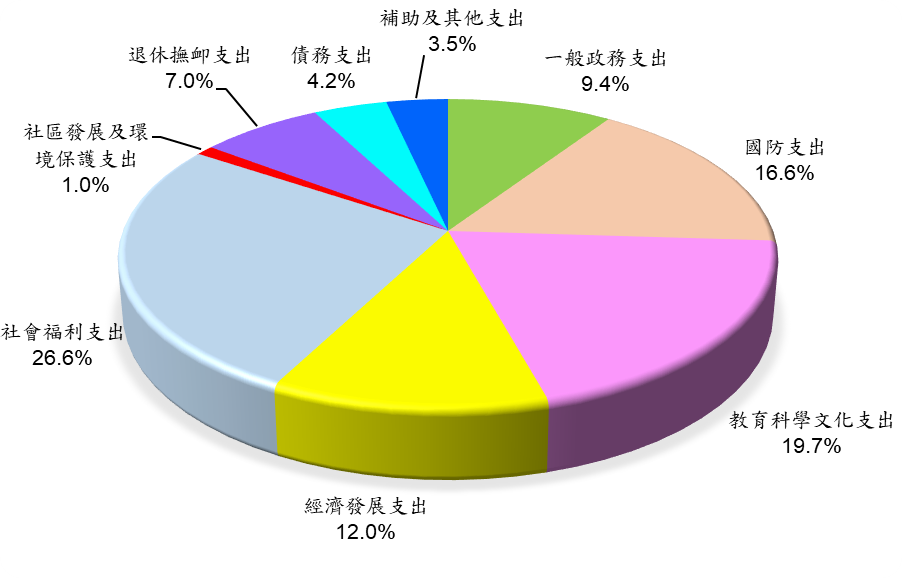 補助及其他支出
3.5%
一般政務支出
9.4%
國防支出
16.6%
教育科學文化支出
19.7%
經濟發展支出
12.0%
社會福利支出
26.6%
社區發展及環
境保護支出
1.0%
退休撫卹支出
7.0%
債務支出
4.2%